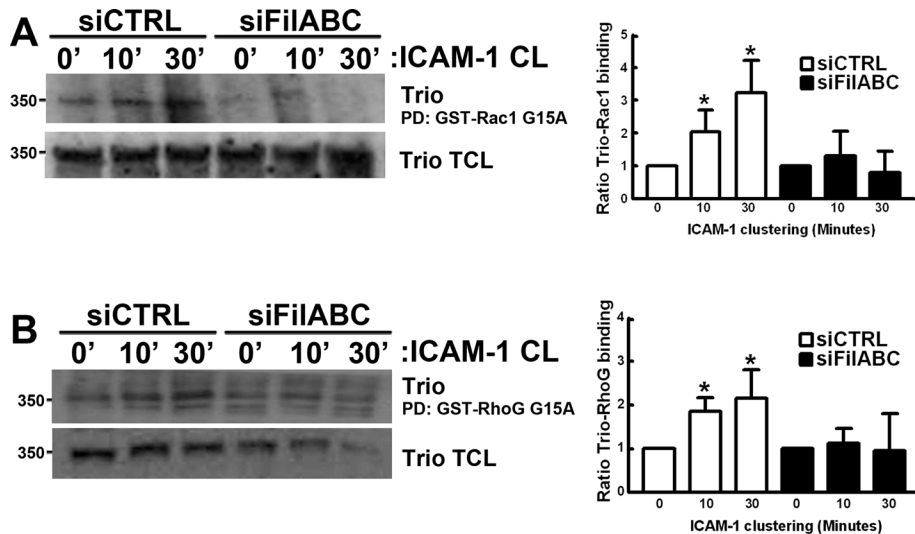 A
siCTRL siFilABC
0' 10' 30' 0' 10' 30' :ICAM-1 CL
350 Trio
PD: GST-Rac1 G15A
350 Trio TCL
Ratio Trio-Rac1 binding
5
4
3
2
1
0
* *
siCTRL
siFilABC
0 10 30 0 10 30
ICAM-1 clustering (Minutes)
B
siCTRL siFilABC
0' 10' 30' 0' 10' 30' :ICAM-1 CL
350 Trio
PD: GST-RhoG G15A
350 Trio TCL
Ratio Trio-RhoG binding
4
3
2
1
0
* *
siCTRL
siFilABC
0 10 30 0 10 30
ICAM-1 clustering (Minutes)